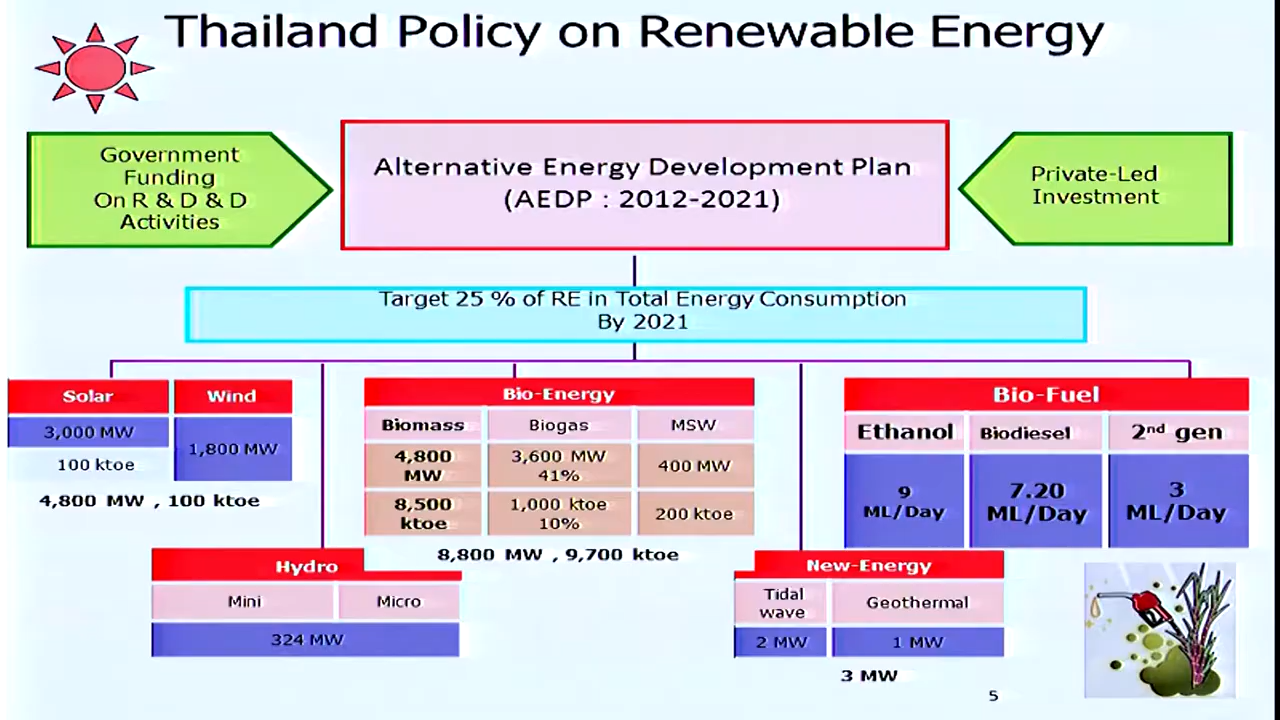 Thailand Policy on Renewable Energy
Government
Funding
On R & D & D
Activities
Alternative Energy Development Plan
(AEDP : 2012-2021)
Private-Led
Investment
Target 25 % of RE in Total Energy Consumption
By 2021
Solar
3,000 MW
100 ktoe
Wind
1,800 MW
4,800 MW , 100 ktoe
Bio-Energy
Biomass Biogas MSW
4,800
MW
3,600 MW
41%
400 MW
8,500
ktoe
1,000 ktoe
10%
200 ktoe
8,800 MW , 9,700 ktoe
Bio-Fuel
Ethanol Biodiesel 2nd gen
9
ML/Day
7.20
ML/Day
3
ML/Day
Hydro
Mini Micro
324 MW
New-Energy
Tidal
wave
Geothermal
2 MW 1 MW
3 MW
5